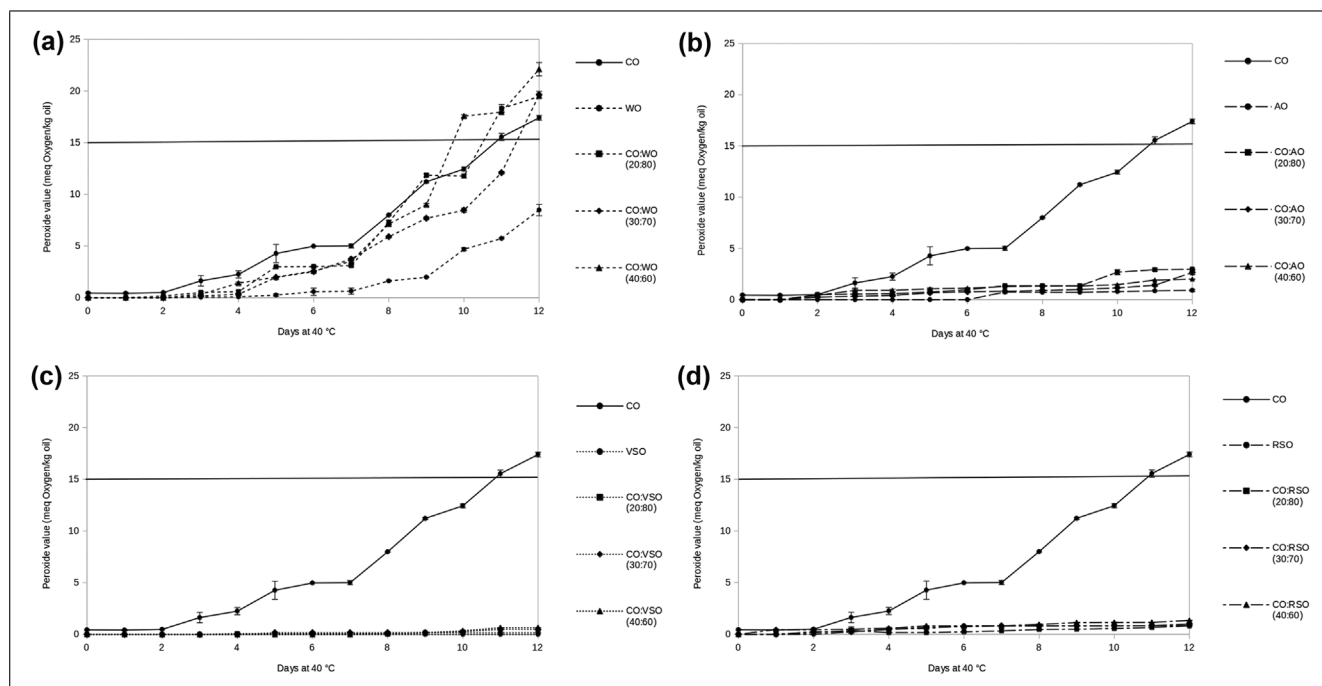 (a)
Peroxide value (meq Oxygen/kg oil)
25
20
15
10
5
0
0 2 4 6 8 10 12
Days at 40 °C
CO
WO
CO:WO
(20:80)
CO:WO
(30:70)
CO:WO
(40:60)
(b)
Peroxide value (meq Oxygen/kg oil)
25
20
15
10
5
0
0 2 4 6 8 10 12
Days at 40 °C
CO
AO
CO:AO
(20:80)
CO:AO
(30:70)
CO:AO
(40:60)
(c)
Peroxide value (meq Oxygen/kg oil)
25
20
15
10
5
0
0 2 4 6 8 10 12
Days at 40 °C
CO
VSO
CO:VSO
(20:80)
CO:VSO
(30:70)
CO:VSO
(40:60)
(d)
Peroxide value (meq Oxygen/kg oil)
25
20
15
10
5
0
0 2 4 6 8 10 12
Days at 40 °C
CO
RSO
CO:RSO
(20:80)
CO:RSO
(30:70)
CO:RSO
(40:60)